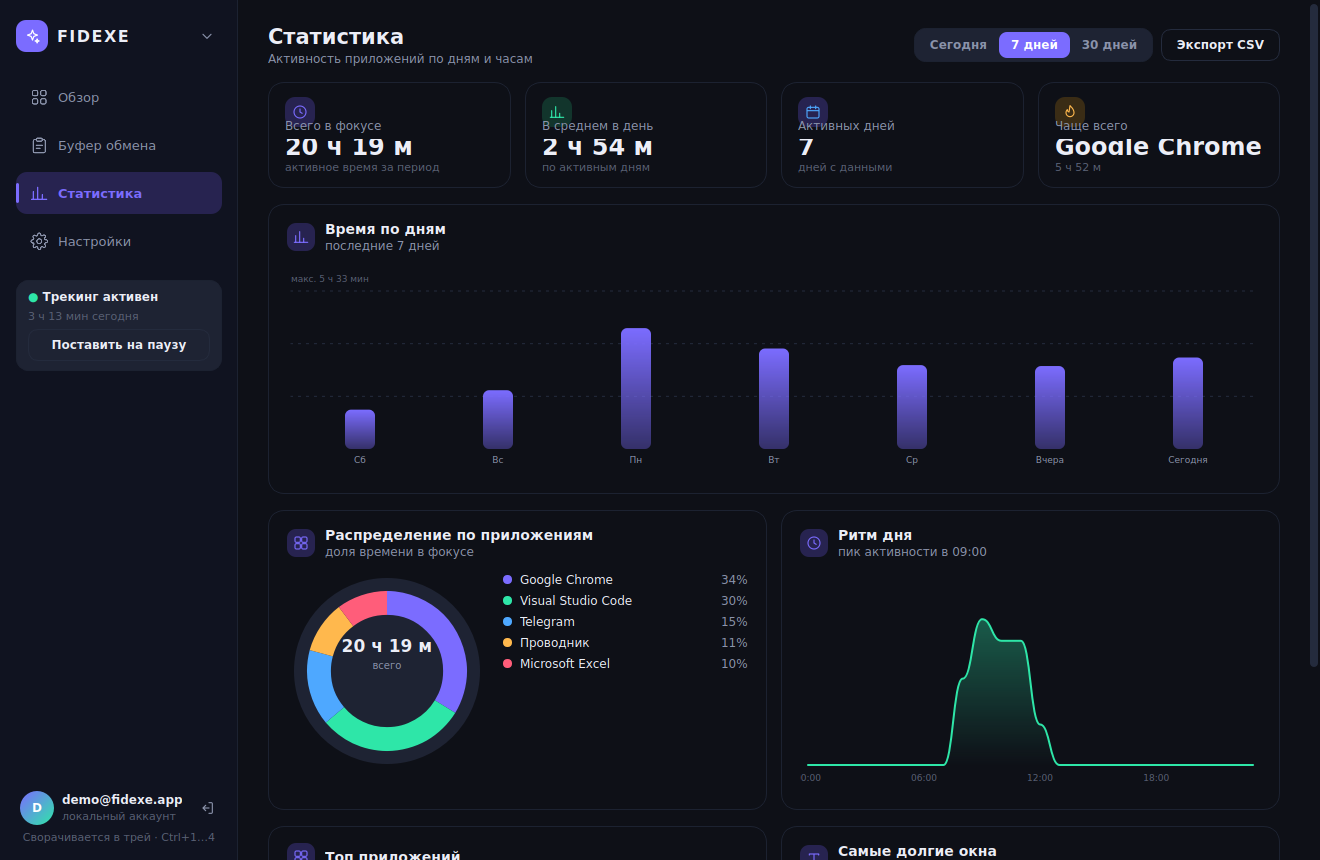 FIDEXE
Обзор
Буфер обмена
Статистика
Настройки
Трекинг активен
3 ч 13 мин сегодня
Поставить на паузу
D
demo@fidexe.app
локальный аккаунт
Сворачивается в трей · Ctrl+1…4
Статистика
Активность приложений по дням и часам
Сегодня
7 дней
30 дней
Экспорт CSV
Всего в фокусе
20 ч 19 м
активное время за период
В среднем в день
2 ч 54 м
по активным дням
Активных дней
7
дней с данными
Чаще всего
Google Chrome
5 ч 52 м
Время по дням
последние 7 дней
макс. 5 ч 33 мин
Сб
Вс
Пн
Вт
Ср
Вчера
Сегодня
Распределение по приложениям
доля времени в фокусе
20 ч 19 м
всего
Google Chrome 34%
Visual Studio Code 30%
Telegram 15%
Проводник 11%
Microsoft Excel 10%
Ритм дня
пик активности в 09:00
0:00
06:00
12:00
18:00
Топ приложений
Самые долгие окна